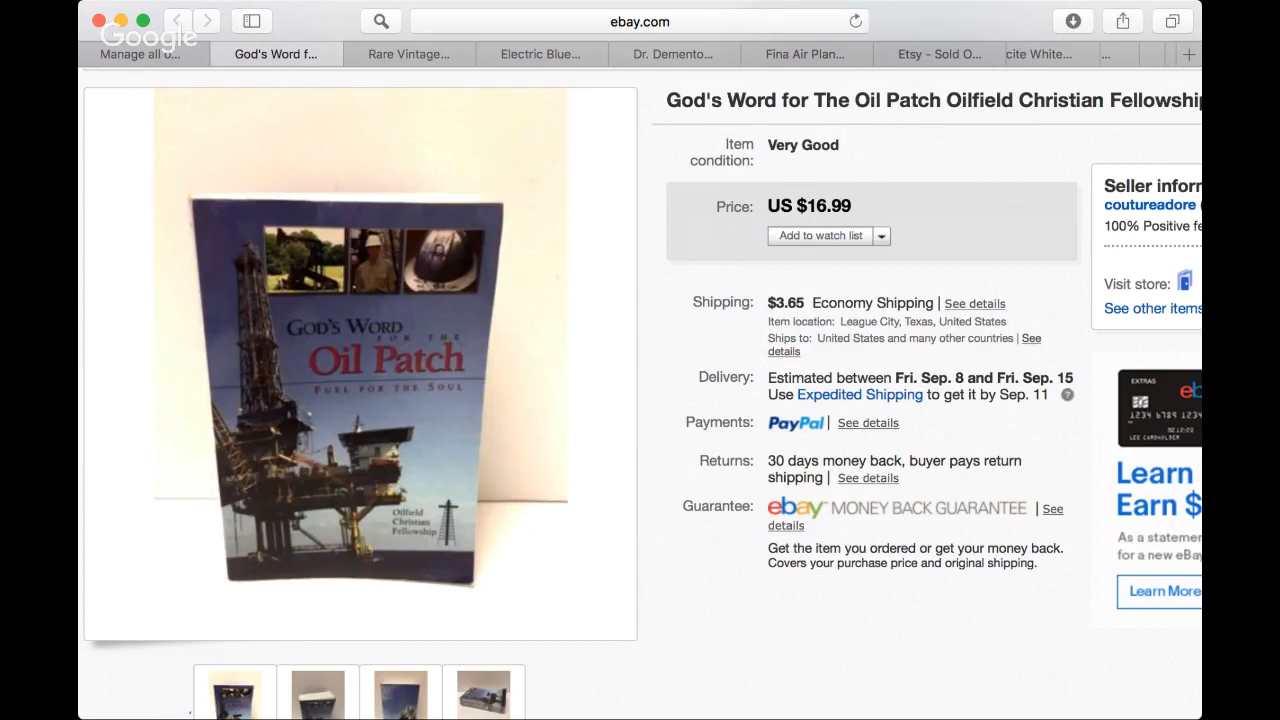 ebay.com
Google
Manage all o...
God's Word f...
Rare Vintage...
Electric Blue...
Dr. Demento...
Fina Air Plan...
Etsy - Sold O...
cite White...
...
God's Word for The Oil Patch Oilfield Christian Fellowship
Item condition: Very Good
Price: US $16.99
Add to watch list
Shipping: $3.65 Economy Shipping | See details
Item location: League City, Texas, United States
Ships to: United States and many other countries | See
details
Delivery: Estimated between Fri. Sep. 8 and Fri. Sep. 15
Use Expedited Shipping to get it by Sep. 11 ?
Payments: PayPal | See details
Returns: 30 days money back, buyer pays return
shipping | See details
Guarantee: ebay MONEY BACK GUARANTEE | See
details
Get the item you ordered or get your money back.
Covers your purchase price and original shipping.
Seller inforr
coutureadore (
100% Positive fe
Visit store:
See other items
EXTRAS
eb
LEE CARDHOLDER
Learn
Earn $
As a statemer
for a new eBay
Learn More
GOD'S WORD
FOR THE
Oil Patch
FUEL FOR THE SOUL
Oilfield
Christian
Fellowship